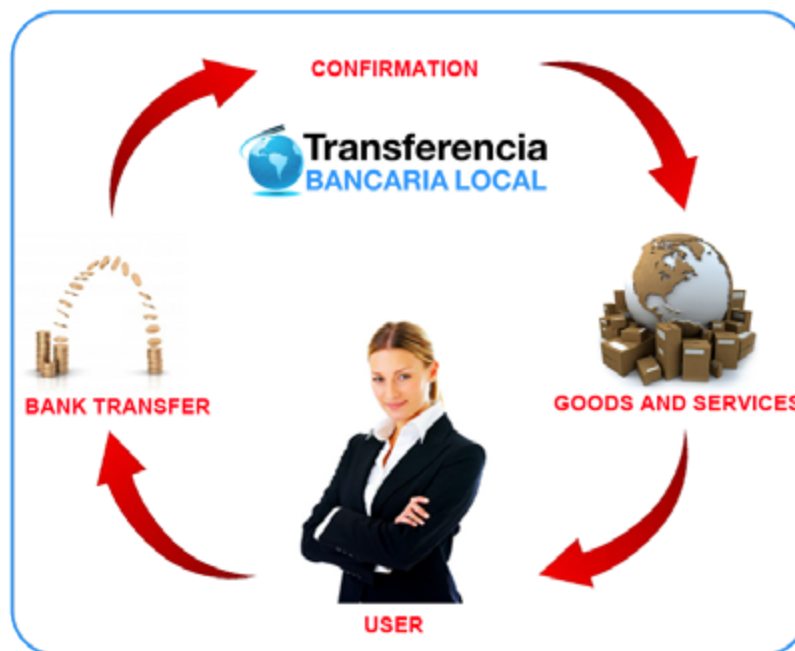 CONFIRMATION
Transferencia
BANCARIA LOCAL
BANK TRANSFER
GOODS AND SERVICES
USER